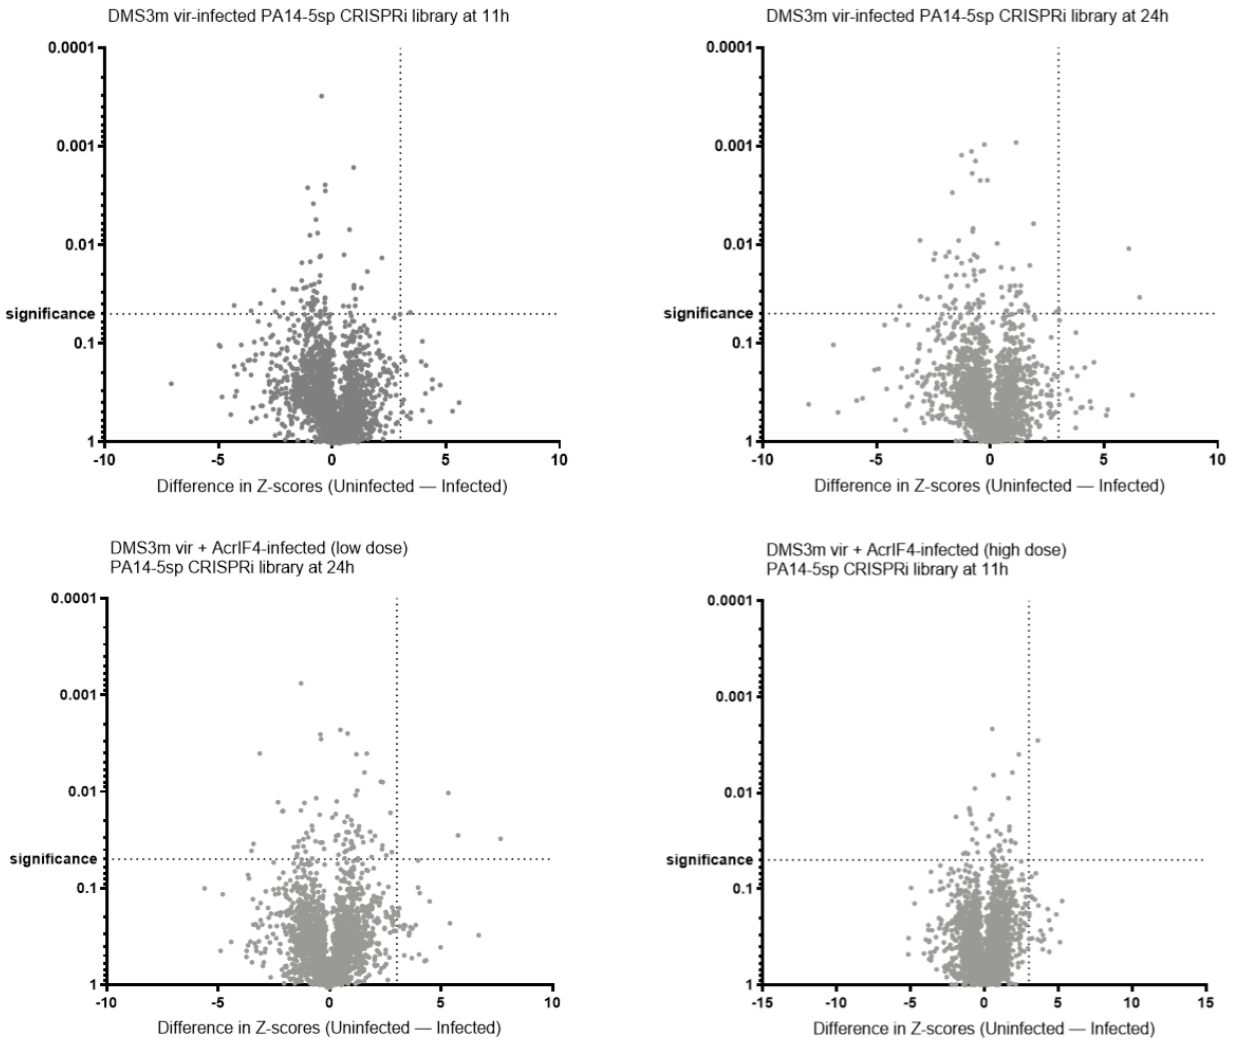 DMS3m vir-infected PA14-5sp CRISPRi library at 11h
0.0001
0.001
0.01
significance
0.1
1
-10 -5 0 5 10
Difference in Z-scores (Uninfected — Infected)
DMS3m vir-infected PA14-5sp CRISPRi library at 24h
0.0001
0.001
0.01
significance
0.1
1
-10 -5 0 5 10
Difference in Z-scores (Uninfected — Infected)
DMS3m vir + AcrIF4-infected (low dose)
PA14-5sp CRISPRi library at 24h
0.0001
0.001
0.01
significance
0.1
1
-10 -5 0 5 10
Difference in Z-scores (Uninfected — Infected)
DMS3m vir + AcrIF4-infected (high dose)
PA14-5sp CRISPRi library at 11h
0.0001
0.001
0.01
significance
0.1
1
-15 -10 -5 0 5 10 15
Difference in Z-scores (Uninfected — Infected)